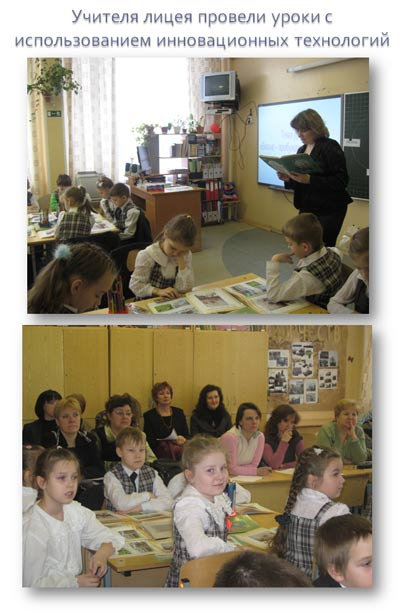 Учителя лицея провели уроки с
использованием инновационных технологий